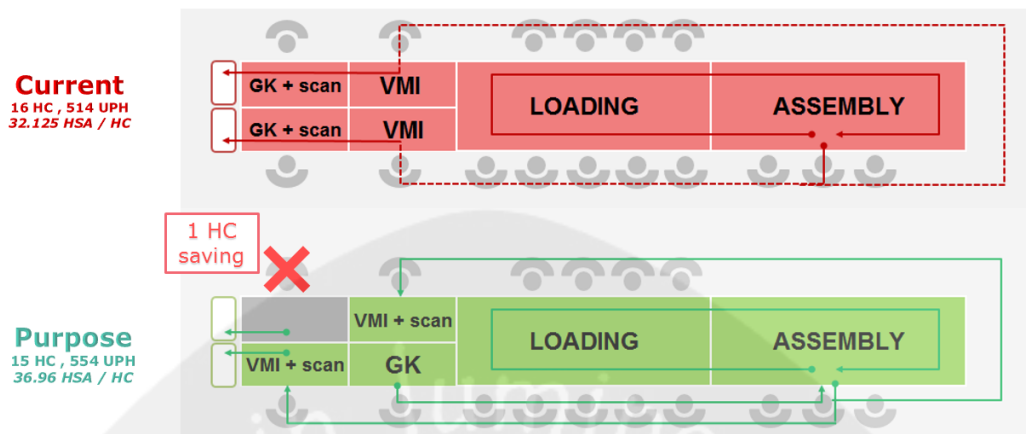 Current
16 HC , 514 UPH
32.125 HSA / HC
GK + scan
VMI
GK + scan
VMI
LOADING
ASSEMBLY
1 HC
saving
Purpose
15 HC , 554 UPH
36.96 HSA / HC
VMI + scan
VMI + scan
GK
LOADING
ASSEMBLY